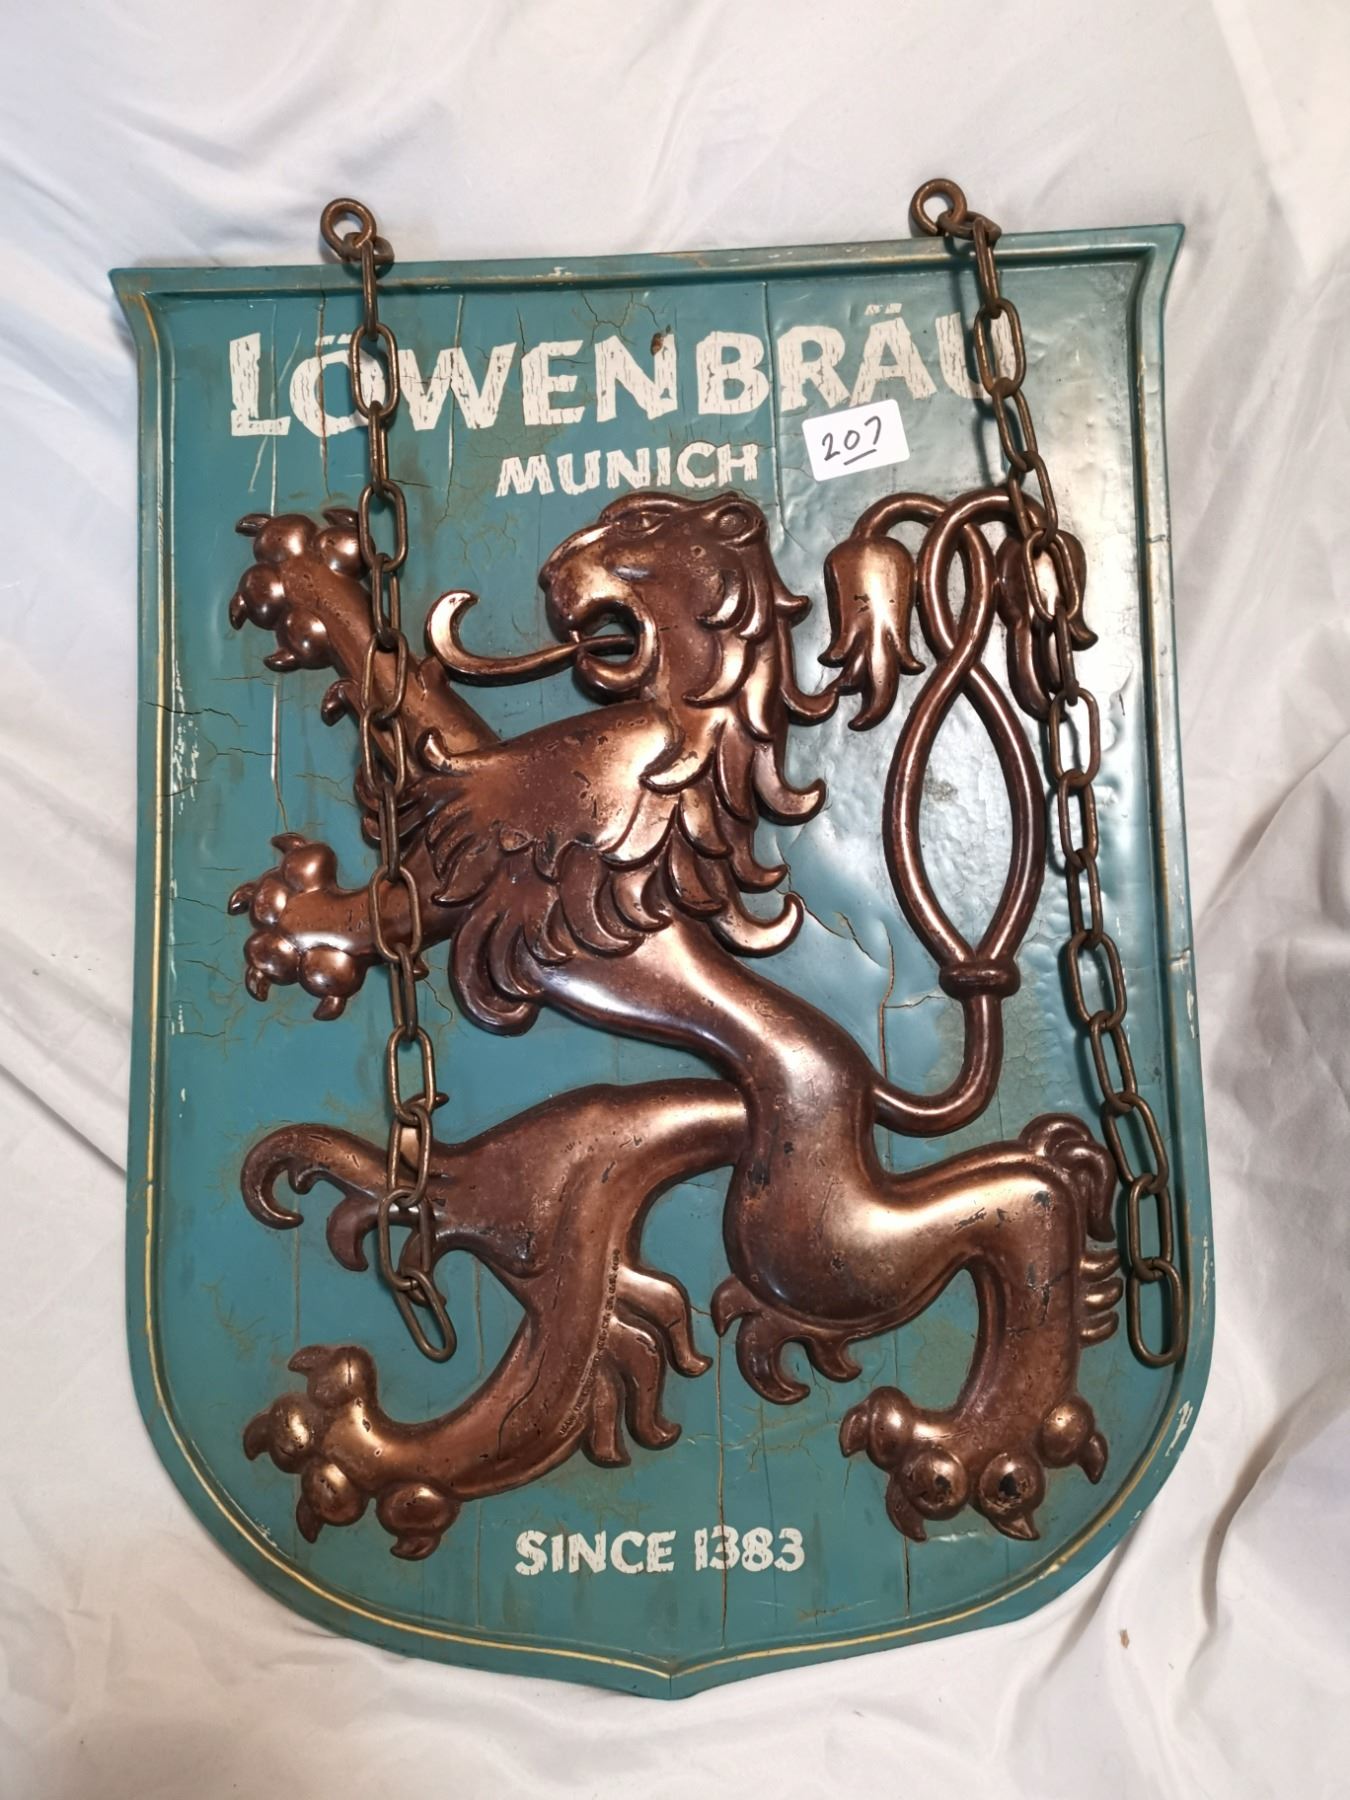 LÖWENBRÄU
MUNICH
207
SINCE 1383